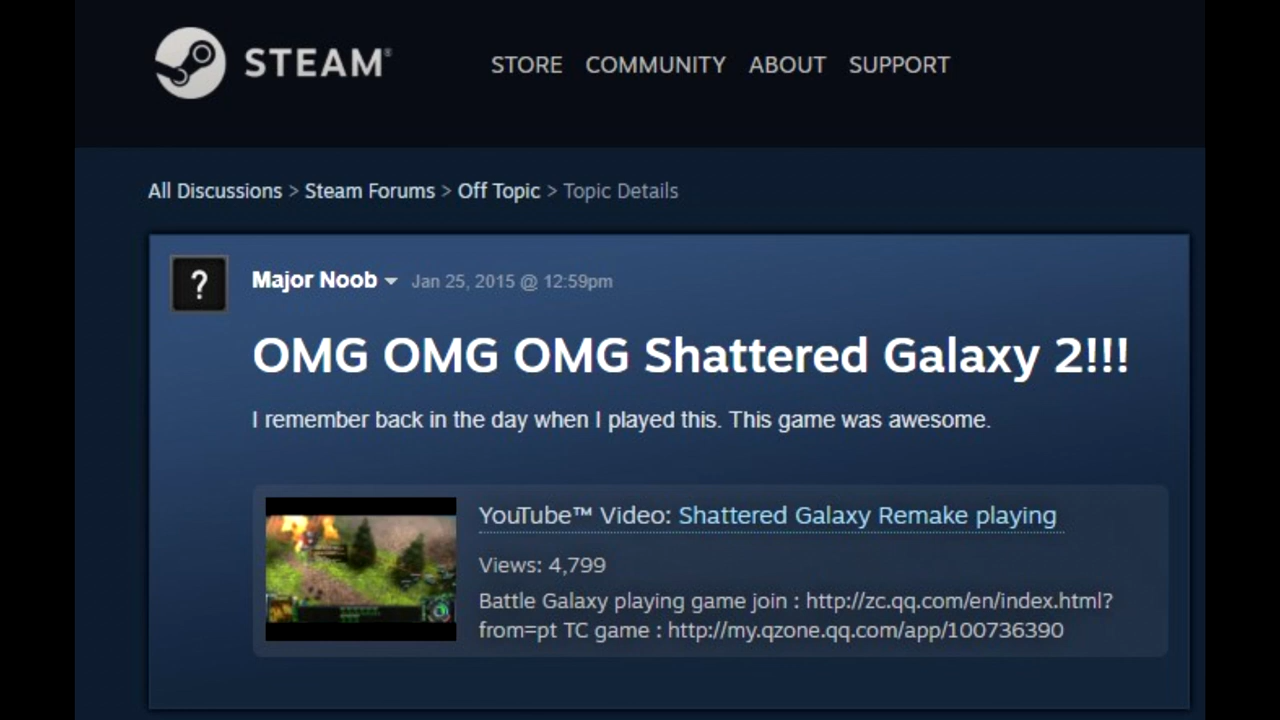 STEAM®
STORE COMMUNITY ABOUT SUPPORT
All Discussions > Steam Forums > Off Topic > Topic Details
?
Major Noob Jan 25, 2015 @ 12:59pm
OMG OMG OMG Shattered Galaxy 2!!!
I remember back in the day when I played this. This game was awesome.
YouTube™ Video: Shattered Galaxy Remake playing
Views: 4,799
Battle Galaxy playing game join : http://zc.qq.com/en/index.html?
from=pt TC game : http://my.qzone.qq.com/app/100736390